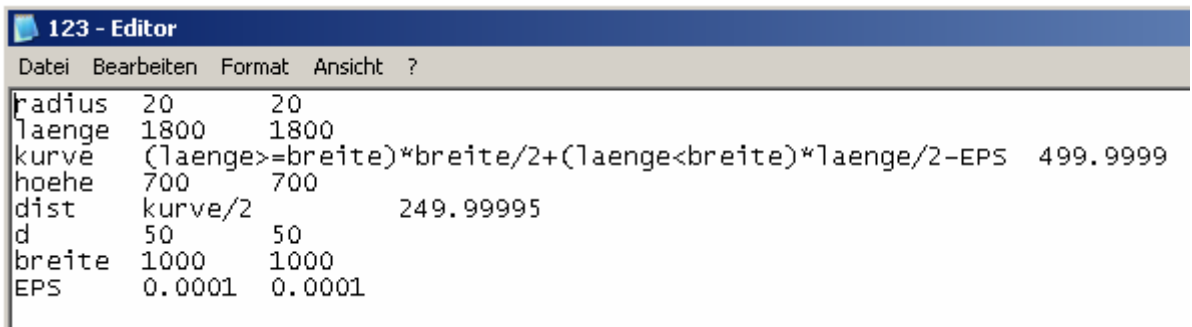 123 - Editor
Datei Bearbeiten Format Ansicht ?
radius 20 20
laenge 1800 1800
kurve (laenge>=breite)*breite/2+(laenge<breite)*laenge/2-EPS 499.9999
hoehe 700 700
dist kurve/2 249.99995
d 50 50
breite 1000 1000
EPS 0.0001 0.0001